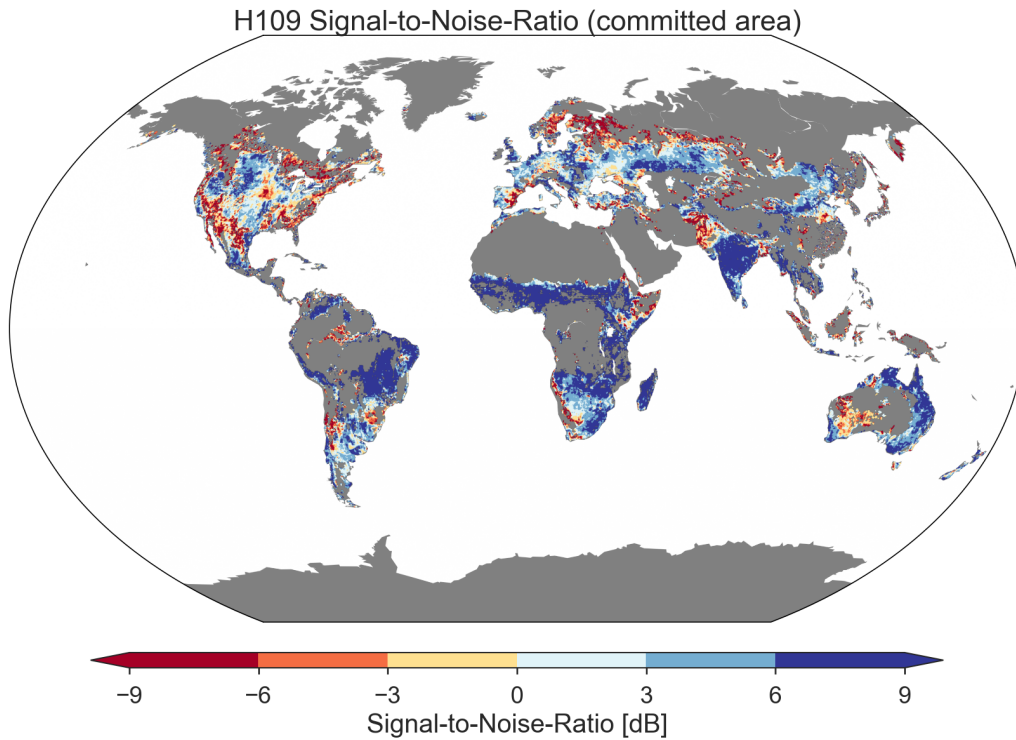 H109 Signal-to-Noise-Ratio (committed area)
−9 −6 −3 0 3 6 9
Signal-to-Noise-Ratio [dB]